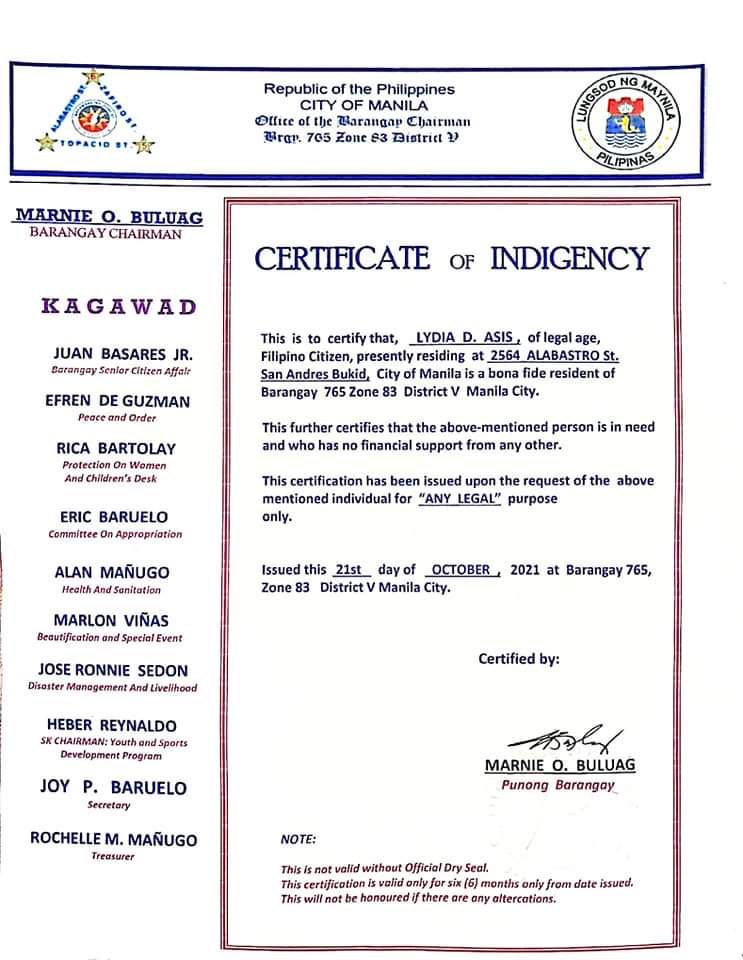 ALABASTRO ST. ZAFIRO ST.
TOPACIO ST.
Republic of the Philippines
CITY OF MANILA
Office of the Barangay Chairman
Brgy. 765 Zone 83 District V
LUNGSOD NG MAYNILA
PILIPINAS
MARNIE O. BULUAG
BARANGAY CHAIRMAN
KAGAWAD
JUAN BASARES JR.
Barangay Senior Citizen Affair
EFREN DE GUZMAN
Peace and Order
RICA BARTOLAY
Protection On Women
And Children's Desk
ERIC BARUELO
Committee On Appropriation
ALAN MAÑUGO
Health And Sanitation
MARLON VIÑAS
Beautification and Special Event
JOSE RONNIE SEDON
Disaster Management And Livelihood
HEBER REYNALDO
SK CHAIRMAN: Youth and Sports
Development Program
JOY P. BARUELO
Secretary
ROCHELLE M. MAÑUGO
Treasurer
CERTIFICATE OF INDIGENCY
This is to certify that, LYDIA D. ASIS, of legal age,
Filipino Citizen, presently residing at 2564 ALABASTRO St.
San Andres Bukid, City of Manila is a bona fide resident of
Barangay 765 Zone 83 District V Manila City.
This further certifies that the above-mentioned person is in need
and who has no financial support from any other.
This certification has been issued upon the request of the above
mentioned individual for "ANY LEGAL" purpose
only.
Issued this 21st day of OCTOBER, 2021 at Barangay 765,
Zone 83 District V Manila City.
Certified by:
MARNIE O. BULUAG
Punong Barangay
NOTE:
This is not valid without Official Dry Seal.
This certification is valid only for six (6) months only from date issued.
This will not be honoured if there are any altercations.